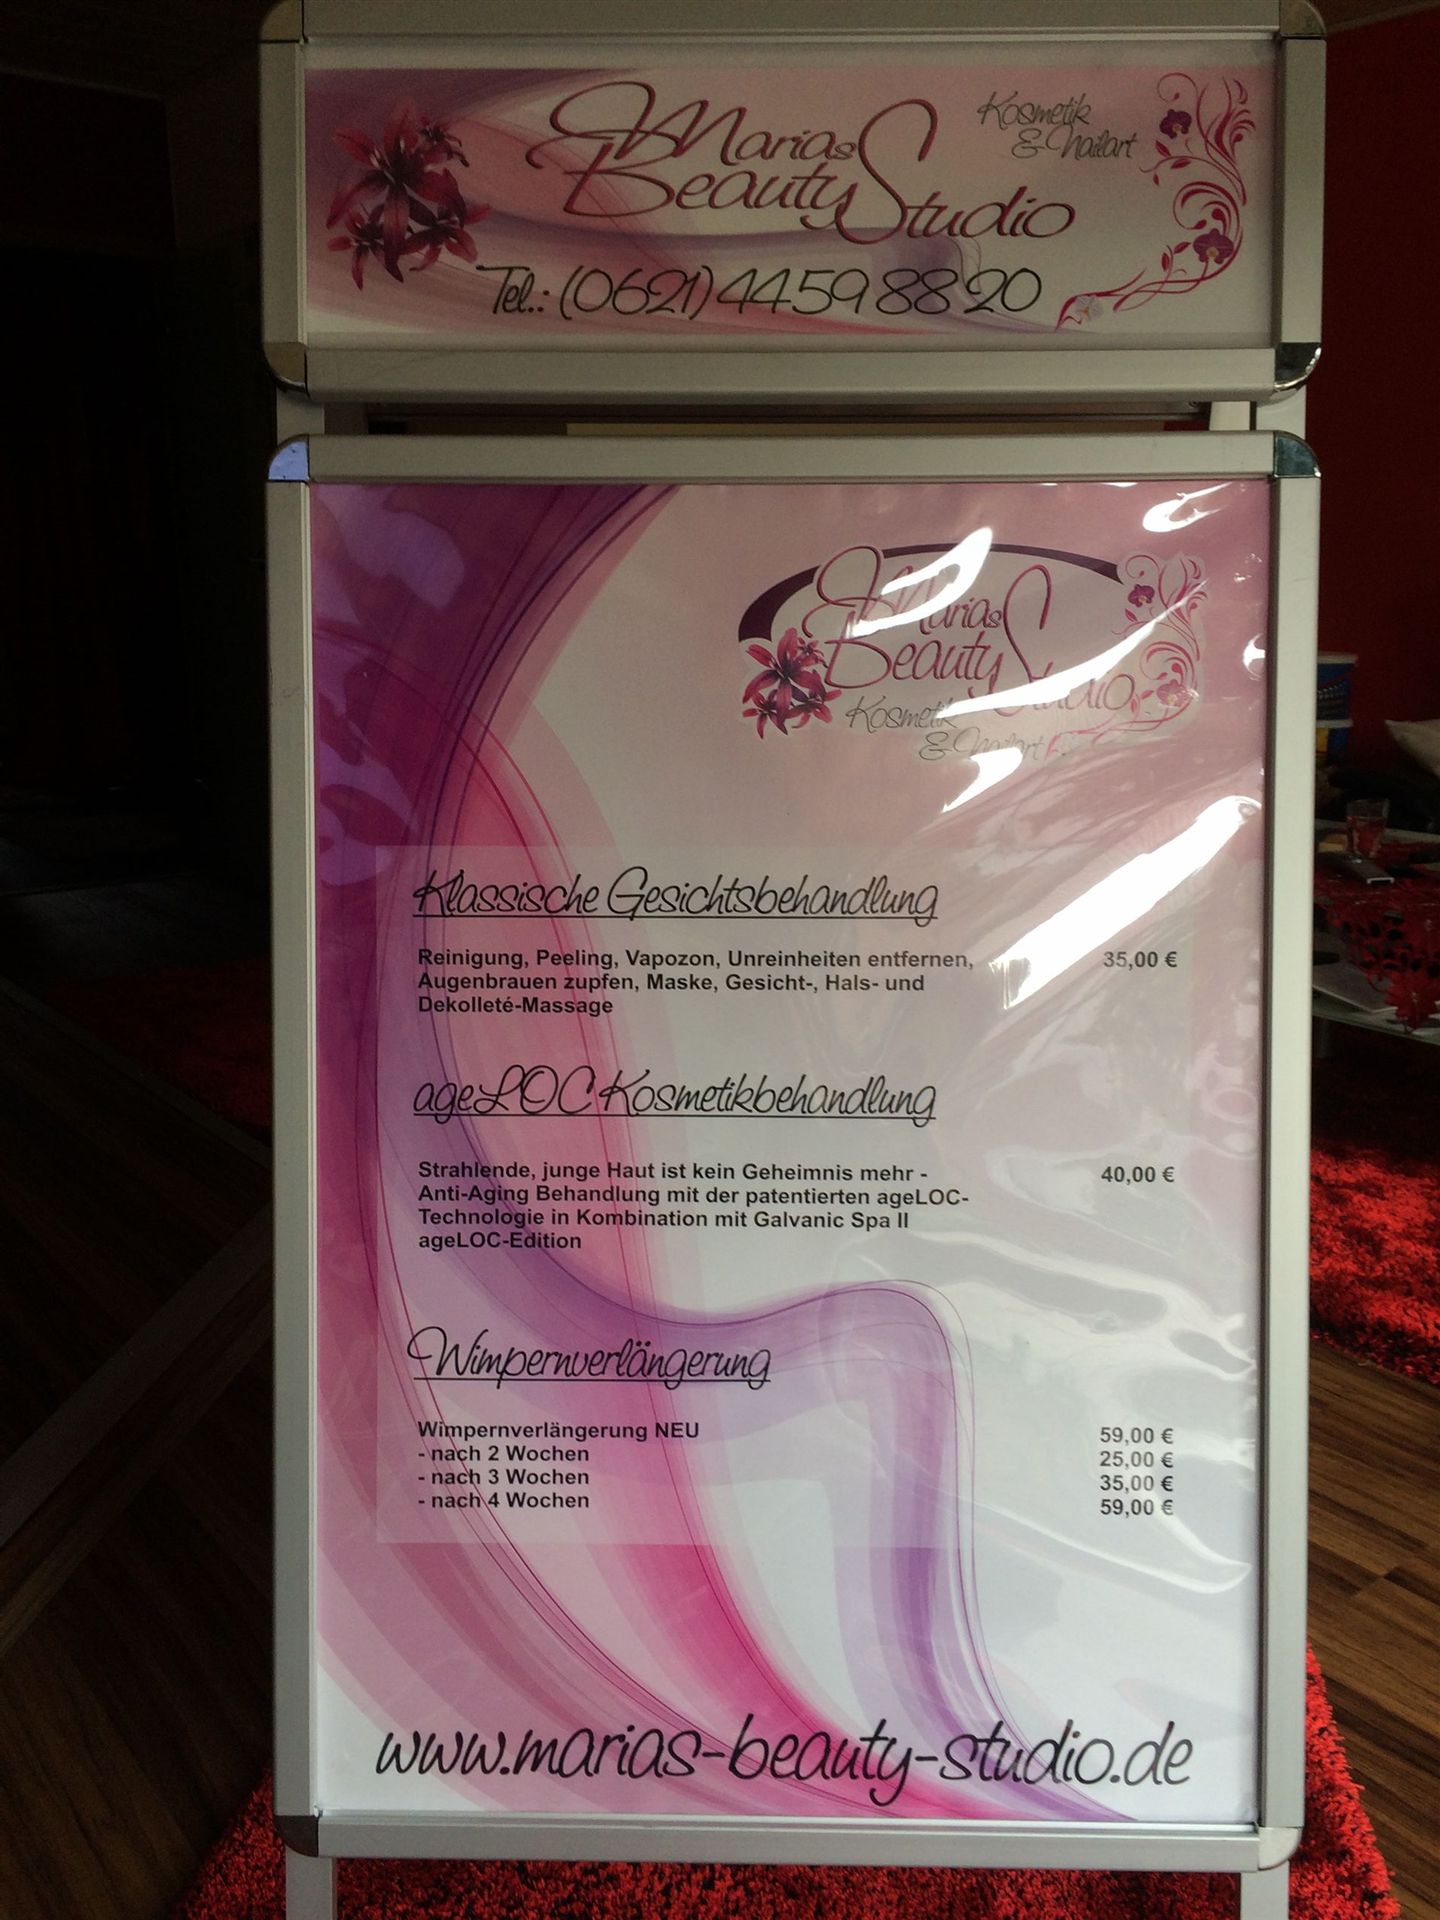 Marias
Beauty Studio
Kosmetik
& Nailart
Tel.: (0621) 44 59 88 20
Marias
Beauty Studio
Kosmetik
& Nailart
Klassische Gesichtsbehandlung
Reinigung, Peeling, Vapozon, Unreinheiten entfernen, 35,00 €
Augenbrauen zupfen, Maske, Gesicht-, Hals- und
Dekolleté-Massage
ageLOC Kosmetikbehandlung
Strahlende, junge Haut ist kein Geheimnis mehr - 40,00 €
Anti-Aging Behandlung mit der patentierten ageLOC-
Technologie in Kombination mit Galvanic Spa II
ageLOC-Edition
Wimpernverlängerung
Wimpernverlängerung NEU 59,00 €
- nach 2 Wochen 25,00 €
- nach 3 Wochen 35,00 €
- nach 4 Wochen 59,00 €
www.marias-beauty-studio.de